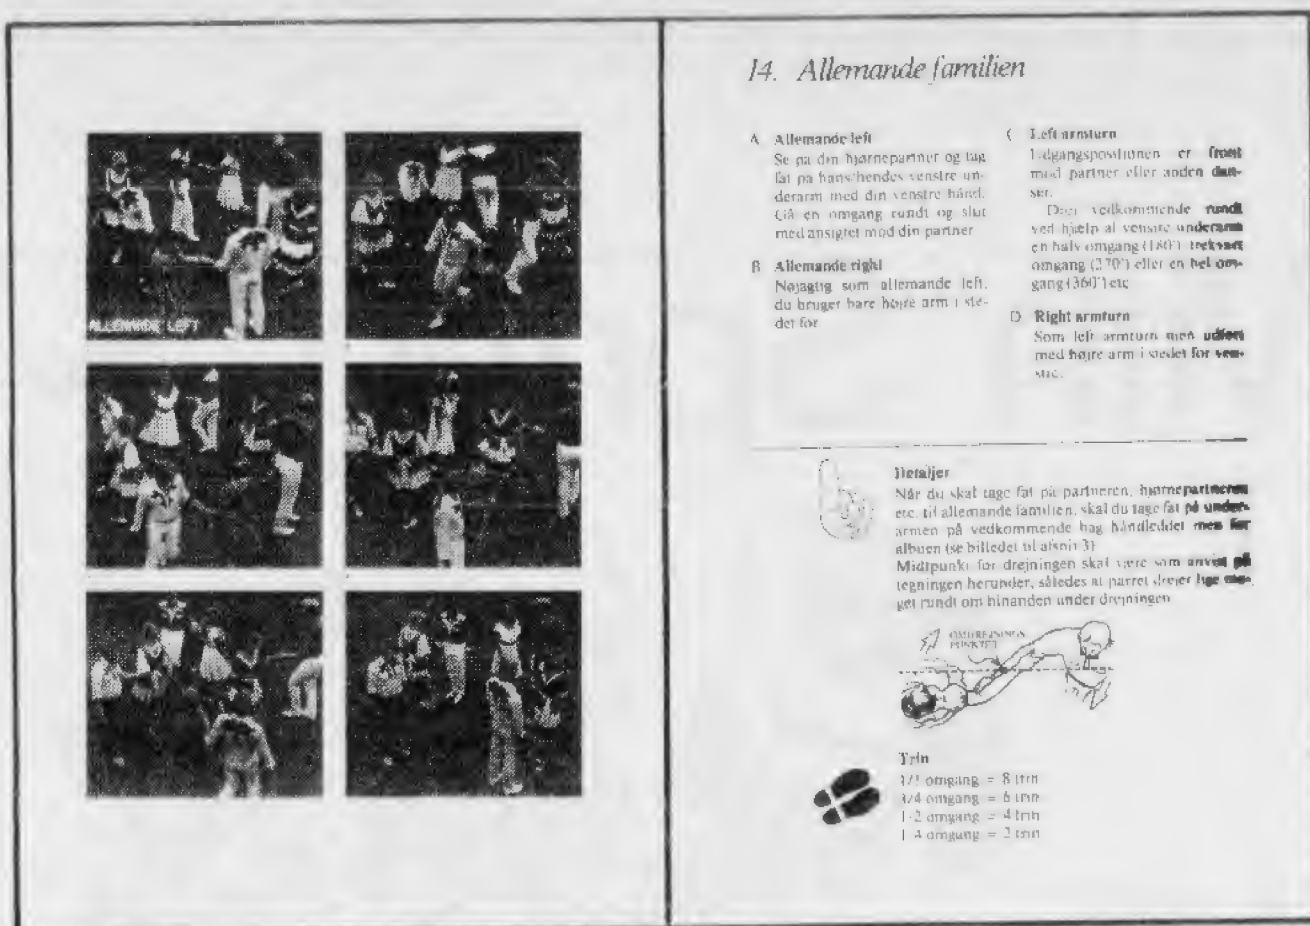 ALLEMANDE LEFT
14. Allemande familien
A Allemande left
Se på din hjørnepartner og tag
fat på hans/hendes venstre un-
derarm med din venstre hånd.
Gå en omgang rundt og slut
med ansigtet mod din partner
B Allemande right
Nøjagtig som allemande left,
du bruger bare højre arm i ste-
det for
C Left armturn
Udgangspositionen er front
mod partner eller anden dan-
ser.
Drej vedkommende rundt
ved hjælp af venstre underarm
en halv omgang (180°) trekvart
omgang (270°) eller en hel om-
gang (360°) etc
D Right armturn
Som left armturn men udført
med højre arm i stedet for ven-
stre.
Detaljer
Når du skal tage fat på partneren, hjørnepartneren
etc. til allemande familien, skal du tage fat på under-
armen på vedkommende bag håndleddet men før
albuen (se billedet til afsnit 3)
Midtpunkt for drejningen skal være som anvist på
tegningen herunder, således at parret drejer lige me-
get rundt om hinanden under drejningen
OMDREJNINGS
PUNKTET
Trin
1/1 omgang = 8 trin
3/4 omgang = 6 trin
1/2 omgang = 4 trin
1/4 omgang = 2 trin